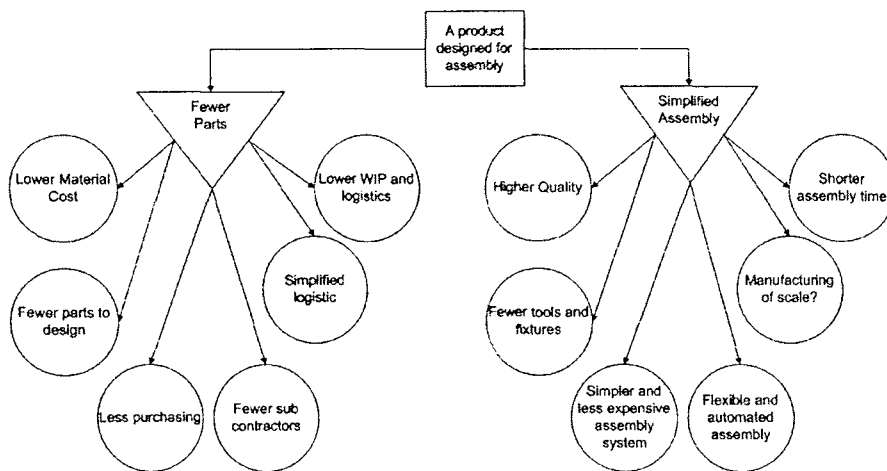 A product
designed for
assembly
Fewer
Parts
Simplified
Assembly
Lower Material
Cost
Lower WIP and
logistics
Higher Quality
Shorter
assembly time
Simplified
logistic
Manufacturing
of scale?
Fewer parts to
design
Fewer tools and
fixtures
Less purchasing
Fewer sub
contractors
Simpler and
less expensive
assembly
system
Flexible and
automated
assembly